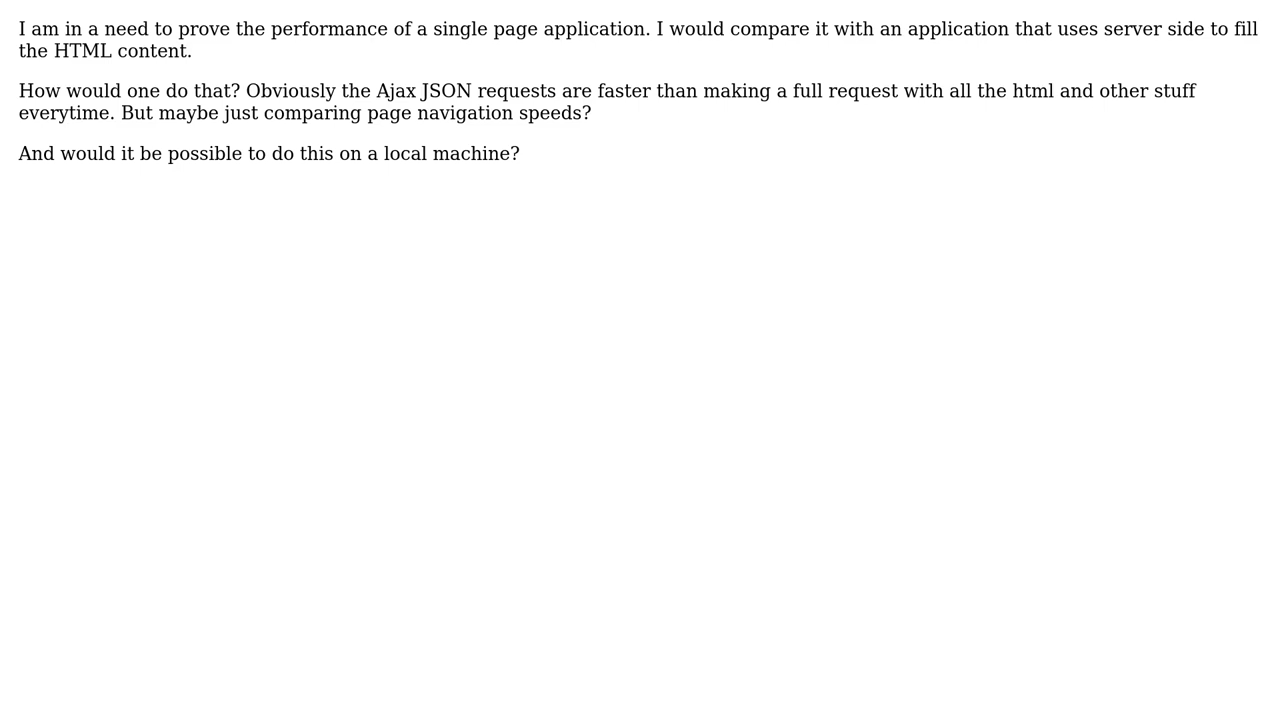 I am in a need to prove the performance of a single page application. I would compare it with an application that uses server side to fill
the HTML content.
How would one do that? Obviously the Ajax JSON requests are faster than making a full request with all the html and other stuff
everytime. But maybe just comparing page navigation speeds?
And would it be possible to do this on a local machine?